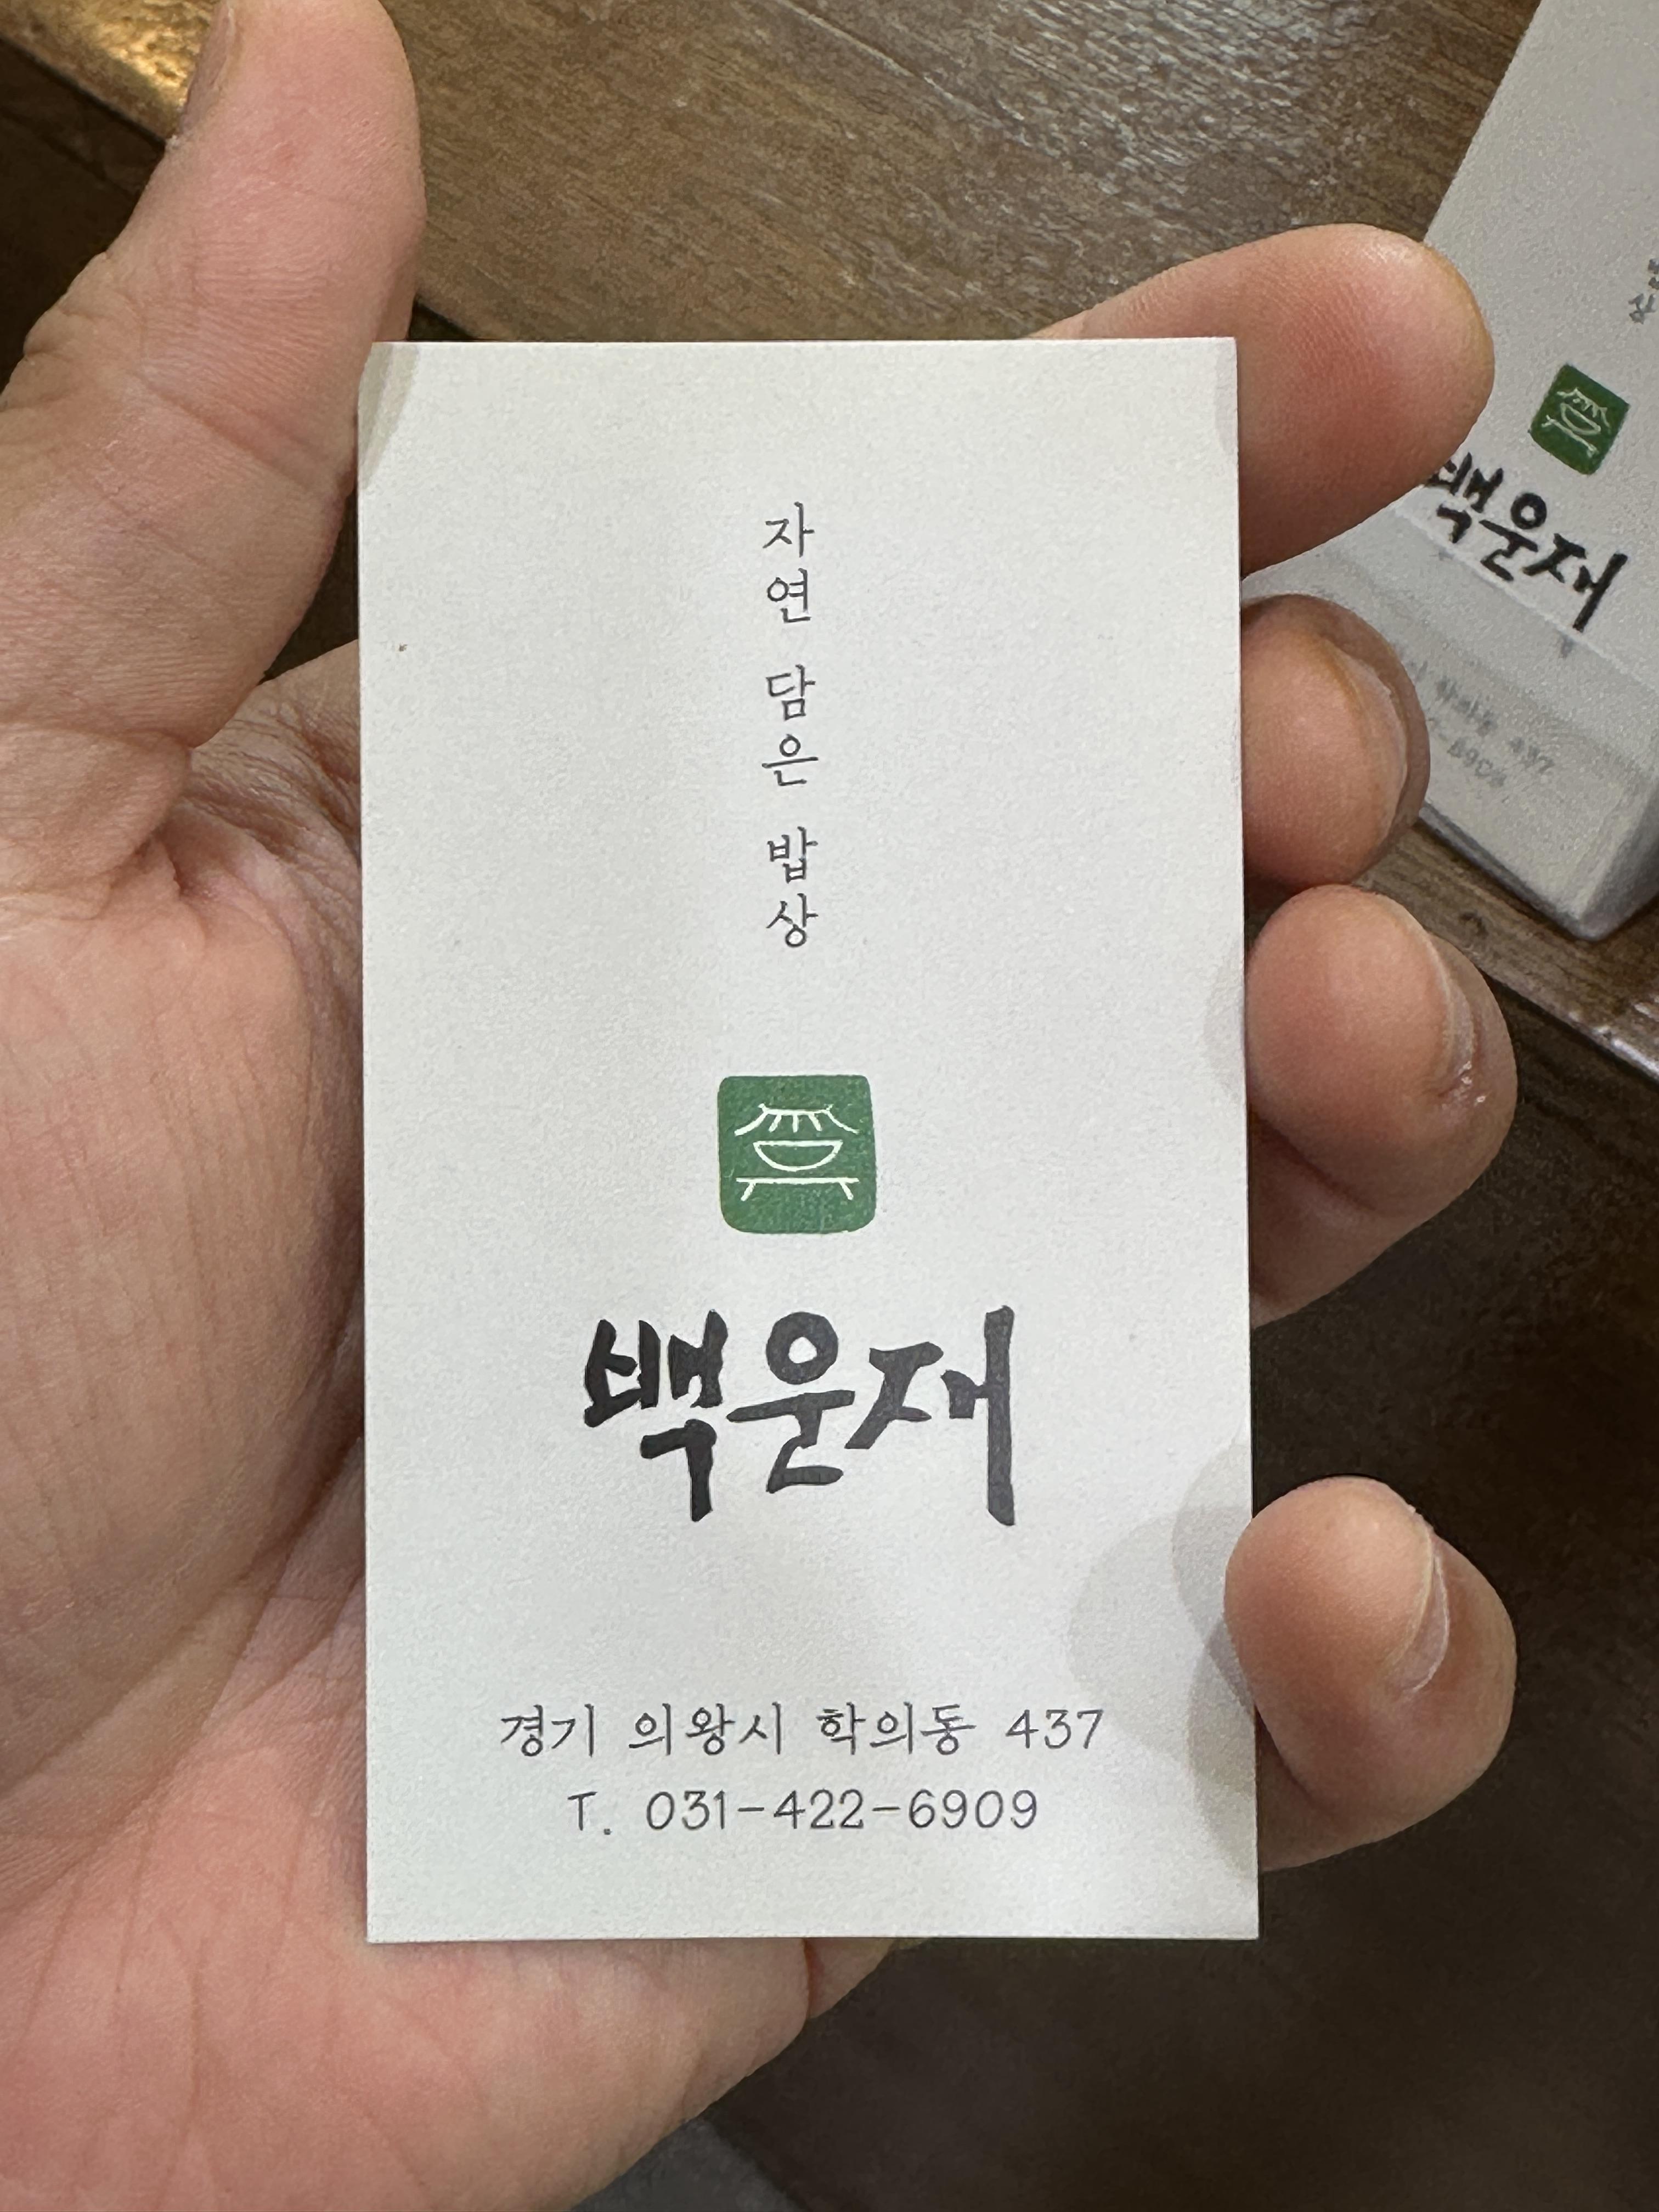 자연 담은 밥상
백운재
경기 의왕시 학의동 437
T. 031-422-6909
백운재
437